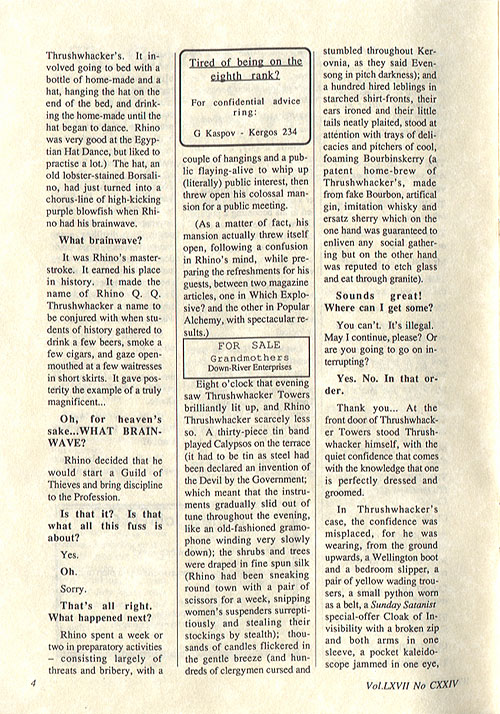 Thrushwhacker's. It in-
volved going to bed with a
bottle of home-made and a
hat, hanging the hat on the
end of the bed, and drink-
ing the home-made until the
hat began to dance. Rhino
was very good at the Egyp-
tian Hat Dance, but liked to
practise a lot.) The hat, an
old lobster-stained Borsali-
no, had just turned into a
chorus-line of high-kicking
purple blowfish when Rhi-
no had his brainwave.
What brainwave?
It was Rhino's master-
stroke. It earned his place
in history. It made the
name of Rhino Q. Q.
Thrushwhacker a name to
be conjured with when stu-
dents of history gathered to
drink a few beers, smoke a
few cigars, and gaze open-
mouthed at a few waitresses
in short skirts. It gave pos-
terity the example of a truly
magnificent...
Oh, for heaven's
sake...WHAT BRAIN-
WAVE?
Rhino decided that he
would start a Guild of
Thieves and bring discipline
to the Profession.
Is that it? Is that
what all this fuss is
about?
Yes.
Oh.
Sorry.
That's all right.
What happened next?
Rhino spent a week or
two in preparatory activities
– consisting largely of
threats and bribery, with a
Tired of being on the
eighth rank?
For confidential advice
ring:
G Kaspov - Kergos 234
couple of hangings and a pub-
lic flaying-alive to whip up
(literally) public interest, then
threw open his colossal man-
sion for a public meeting.
(As a matter of fact, his
mansion actually threw itself
open, following a confusion
in Rhino's mind, while pre-
paring the refreshments for his
guests, between two magazine
articles, one in Which Explo-
sive? and the other in Popular
Alchemy, with spectacular re-
sults.)
FOR SALE
Grandmothers
Down-River Enterprises
Eight o'clock that evening
saw Thrushwhacker Towers
brilliantly lit up, and Rhino
Thrushwhacker scarcely less
so. A thirty-piece tin band
played Calypsos on the terrace
(it had to be tin as steel had
been declared an invention of
the Devil by the Government;
which meant that the instru-
ments gradually slid out of
tune throughout the evening,
like an old-fashioned gramo-
phone winding very slowly
down); the shrubs and trees
were draped in fine spun silk
(Rhino had been sneaking
round town with a pair of
scissors for a week, snipping
women's suspenders surrepti-
tiously and stealing their
stockings by stealth); thou-
sands of candles flickered in
the gentle breeze (and hun-
dreds of clergymen cursed and
stumbled throughout Ker-
ovnia, as they said Even-
song in pitch darkness); and
a hundred hired leblings in
starched shirt-fronts, their
ears ironed and their little
tails neatly plaited, stood at
attention with trays of deli-
cacies and pitchers of cool,
foaming Bourbinskerry (a
patent home-brew of
Thrushwhacker's, made
from fake Bourbon, artifical
gin, imitation whisky and
ersatz sherry which on the
one hand was guaranteed to
enliven any social gather-
ing but on the other hand
was reputed to etch glass
and eat through granite).
Sounds great!
Where can I get some?
You can't. It's illegal.
May I continue, please? Or
are you going to go on in-
terrupting?
Yes. No. In that or-
der.
Thank you... At the
front door of Thrushwhack-
er Towers stood Thrush-
whacker himself, with the
quiet confidence that comes
with the knowledge that one
is perfectly dressed and
groomed.
In Thrushwhacker's
case, the confidence was
misplaced, for he was
wearing, from the ground
upwards, a Wellington boot
and a bedroom slipper, a
pair of yellow wading trou-
sers, a small python worn
as a belt, a Sunday Satanist
special-offer Cloak of In-
visibility with a broken zip
and both arms in one
sleeve, a pocket kaleido-
scope jammed in one eye,
4
Vol.LXVII No CXXIV